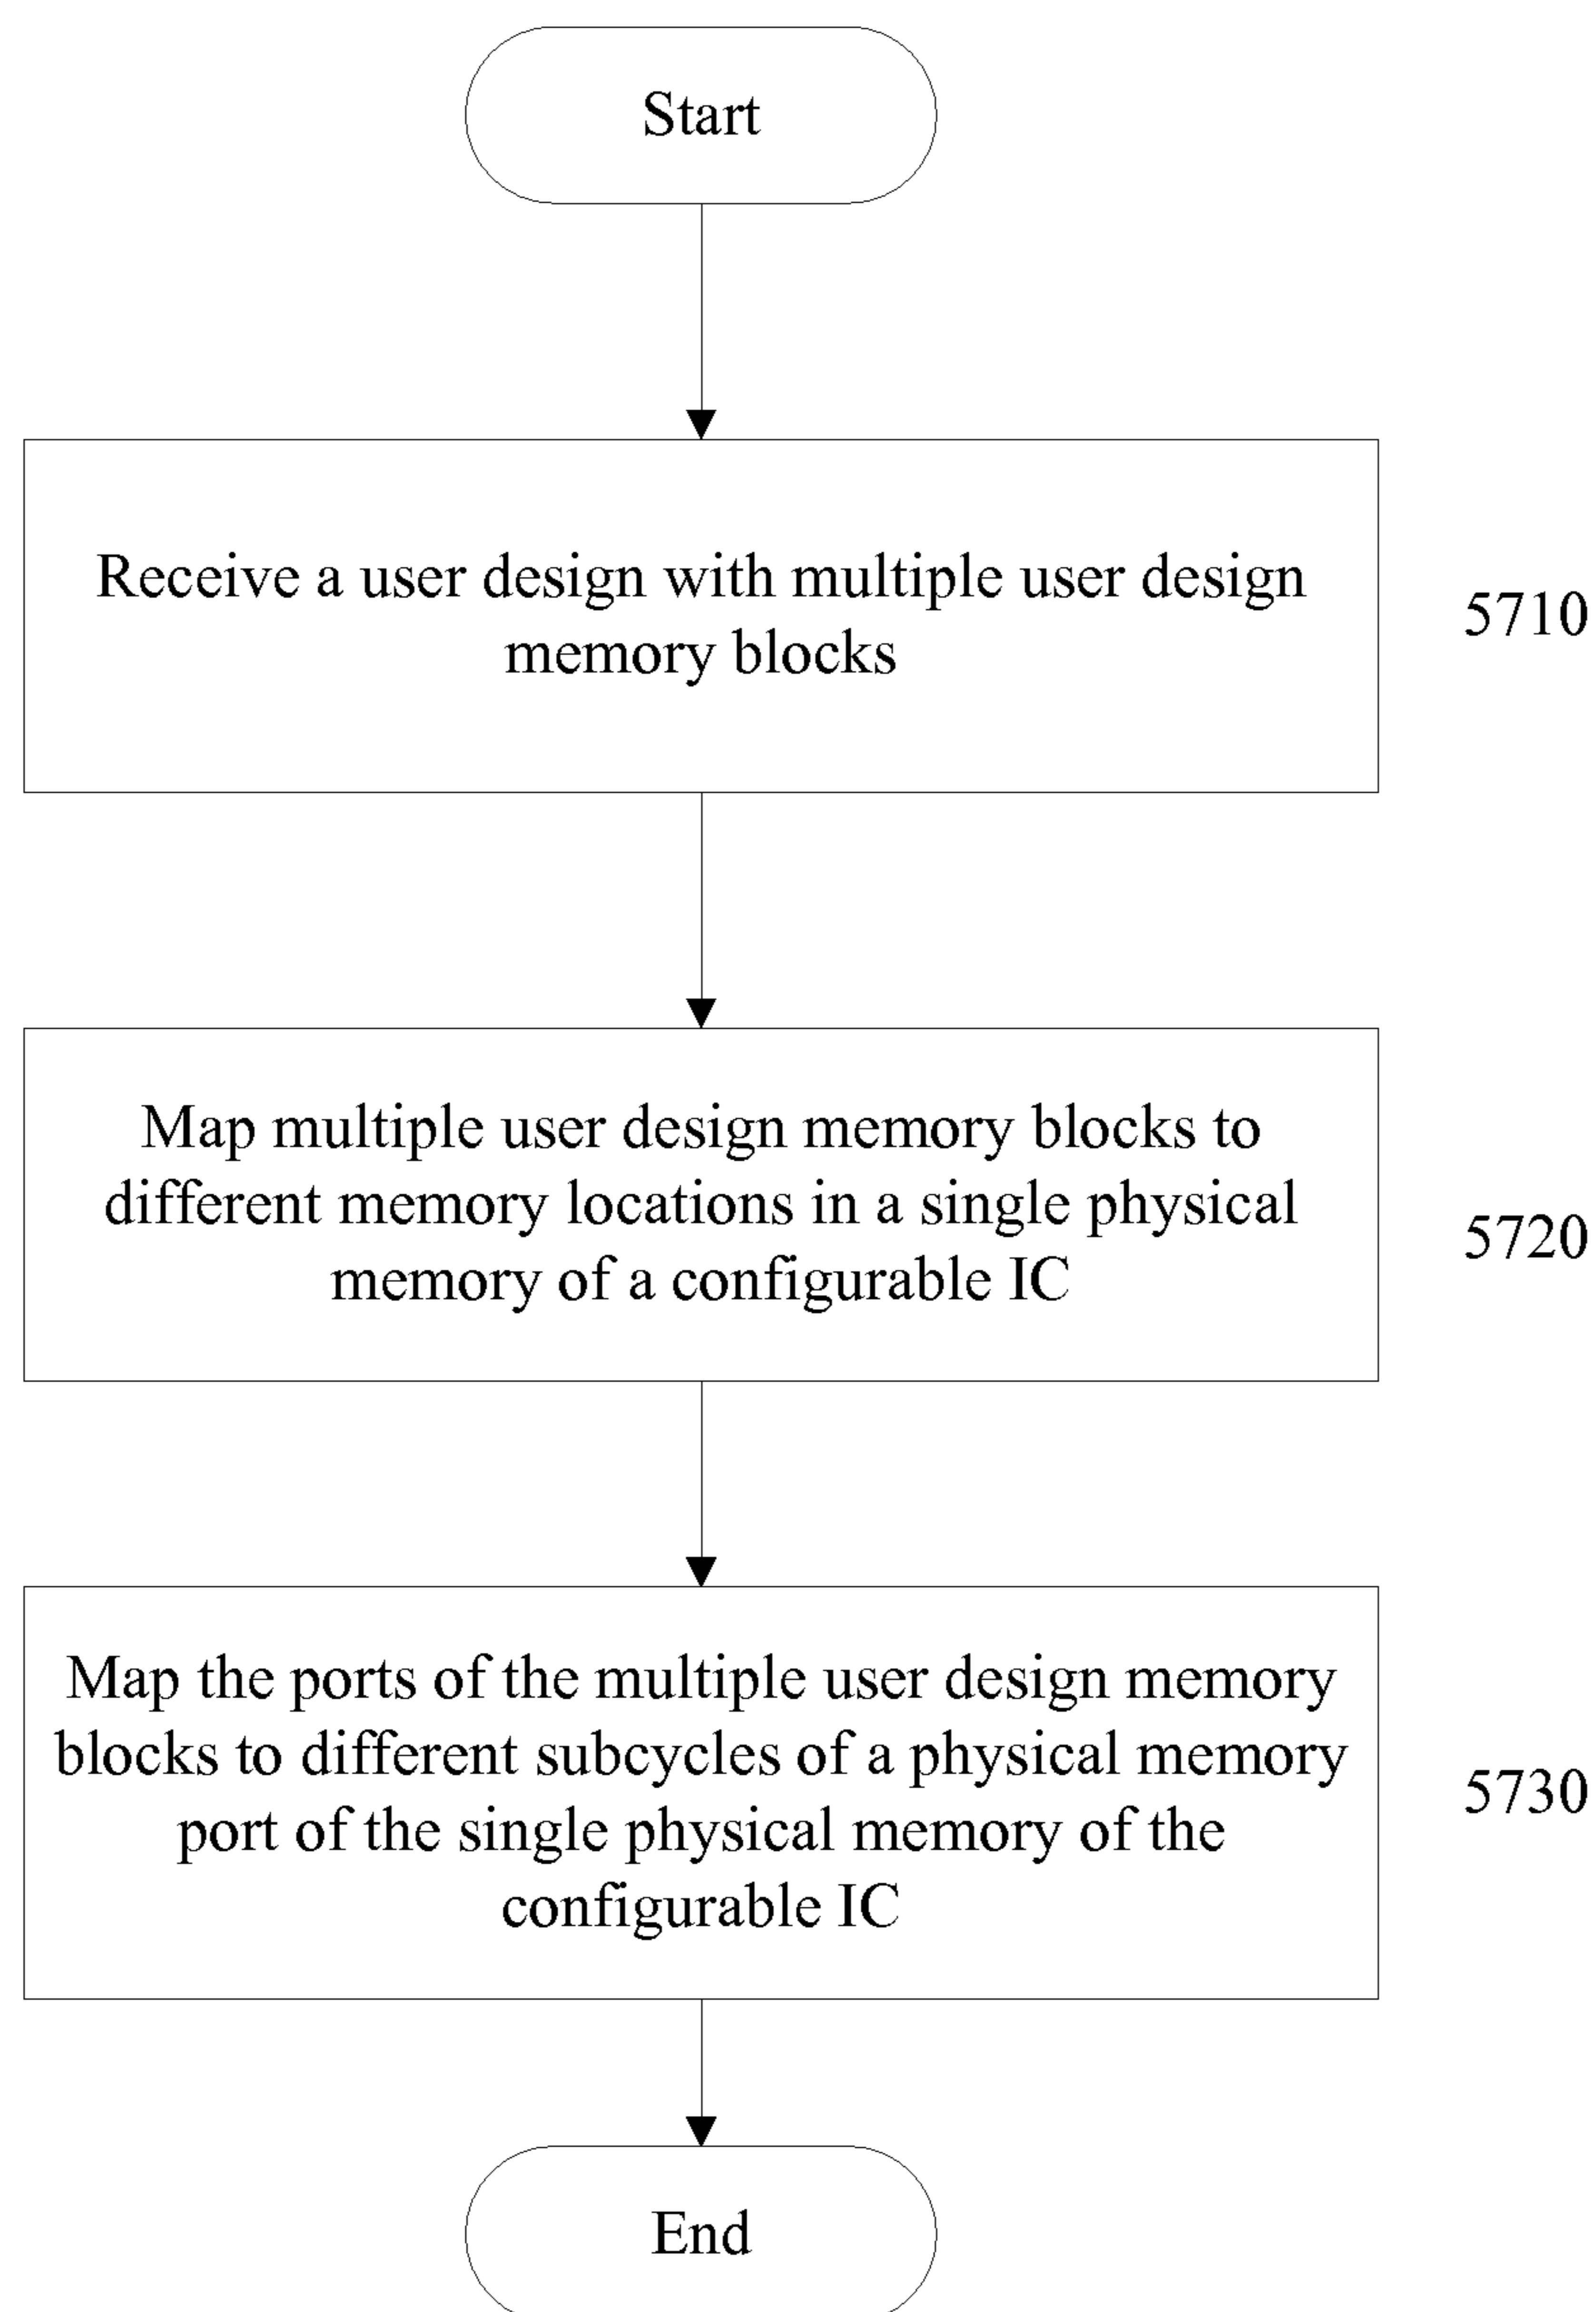 Start
Receive a user design with multiple user design
memory blocks
5710
Map multiple user design memory blocks to
different memory locations in a single physical
memory of a configurable IC
5720
Map the ports of the multiple user design memory
blocks to different subcycles of a physical memory
port of the single physical memory of the
configurable IC
5730
End